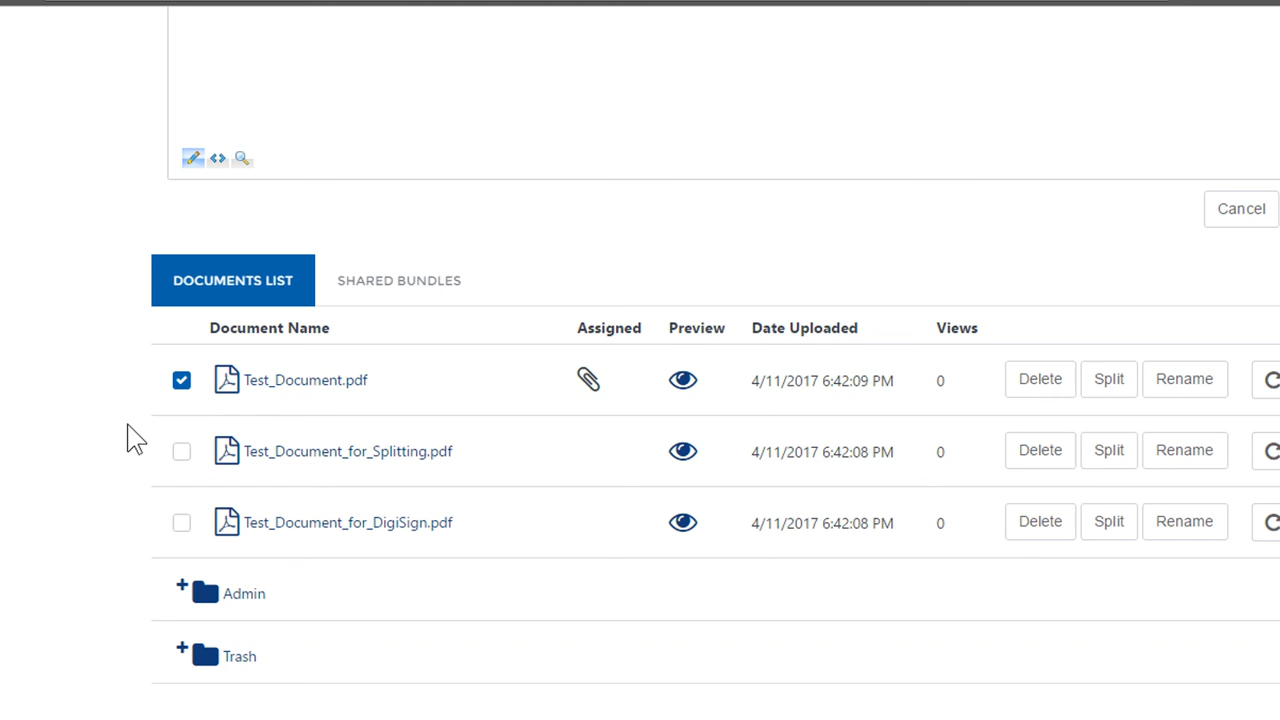 Cancel
DOCUMENTS LIST SHARED BUNDLES
Document Name Assigned Preview Date Uploaded Views
Test_Document.pdf 4/11/2017 6:42:09 PM 0 Delete Split Rename
Test_Document_for_Splitting.pdf 4/11/2017 6:42:08 PM 0 Delete Split Rename
Test_Document_for_DigiSign.pdf 4/11/2017 6:42:08 PM 0 Delete Split Rename
Admin
Trash